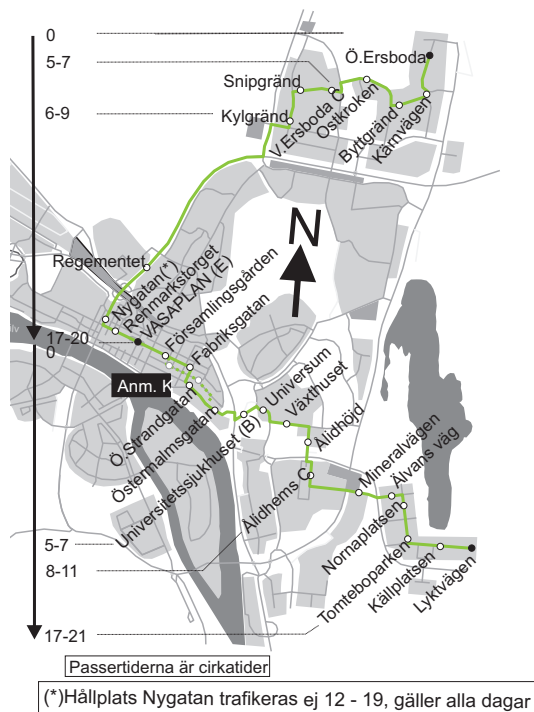 0
5-7
Ö.Ersboda
Snipgränd
6-9
Kylgränd
V.Ersboda C
Ostkroken
Byttgränd
Kärnvägen
N
Regementet
Nygatan(*)
Renmarkstorget
VASAPLAN (E)
Församlingsgården
Fabriksgatan
17-20
0
Anm. K
Ö.Strandgatan
Östermalmsgatan
Universitetssjukhuset (B)
Universum
Växthuset
Ålidhöjd
Ålidhems C
Mineralvägen
Älvans väg
Nornaplatsen
Tomteboparken
Källplatsen
Lyktvägen
5-7
8-11
17-21
Passertiderna är cirkatider
(*)Hållplats Nygatan trafikeras ej 12 - 19, gäller alla dagar